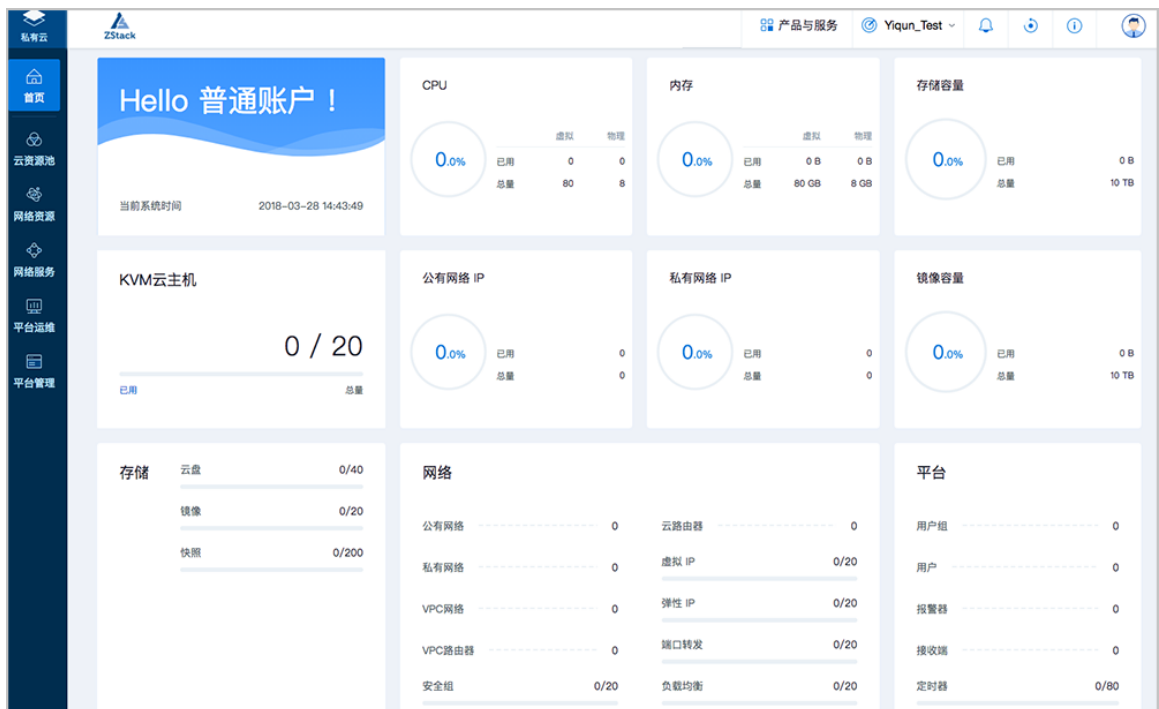 私有云
ZStack
产品与服务
Yiqun_Test
首页
云资源池
网络资源
网络服务
平台运维
平台管理
Hello 普通账户！
当前系统时间 2018-03-28 14:43:49
CPU
0.0%
虚拟 物理
已用 0 0
总量 80 8
内存
0.0%
虚拟 物理
已用 0 B 0 B
总量 80 GB 8 GB
存储容量
0.0%
已用 0 B
总量 10 TB
KVM云主机
0 / 20
已用 总量
公有网络 IP
0.0%
已用 0
总量 0
私有网络 IP
0.0%
已用 0
总量 0
镜像容量
0.0%
已用 0 B
总量 10 TB
存储
云盘 0/40
镜像 0/20
快照 0/200
网络
公有网络 0
私有网络 0
VPC网络 0
VPC路由器 0
安全组 0/20
云路由器 0
虚拟 IP 0/20
弹性 IP 0/20
端口转发 0/20
负载均衡 0/20
平台
用户组 0
用户 0
报警器 0
接收端 0
定时器 0/80